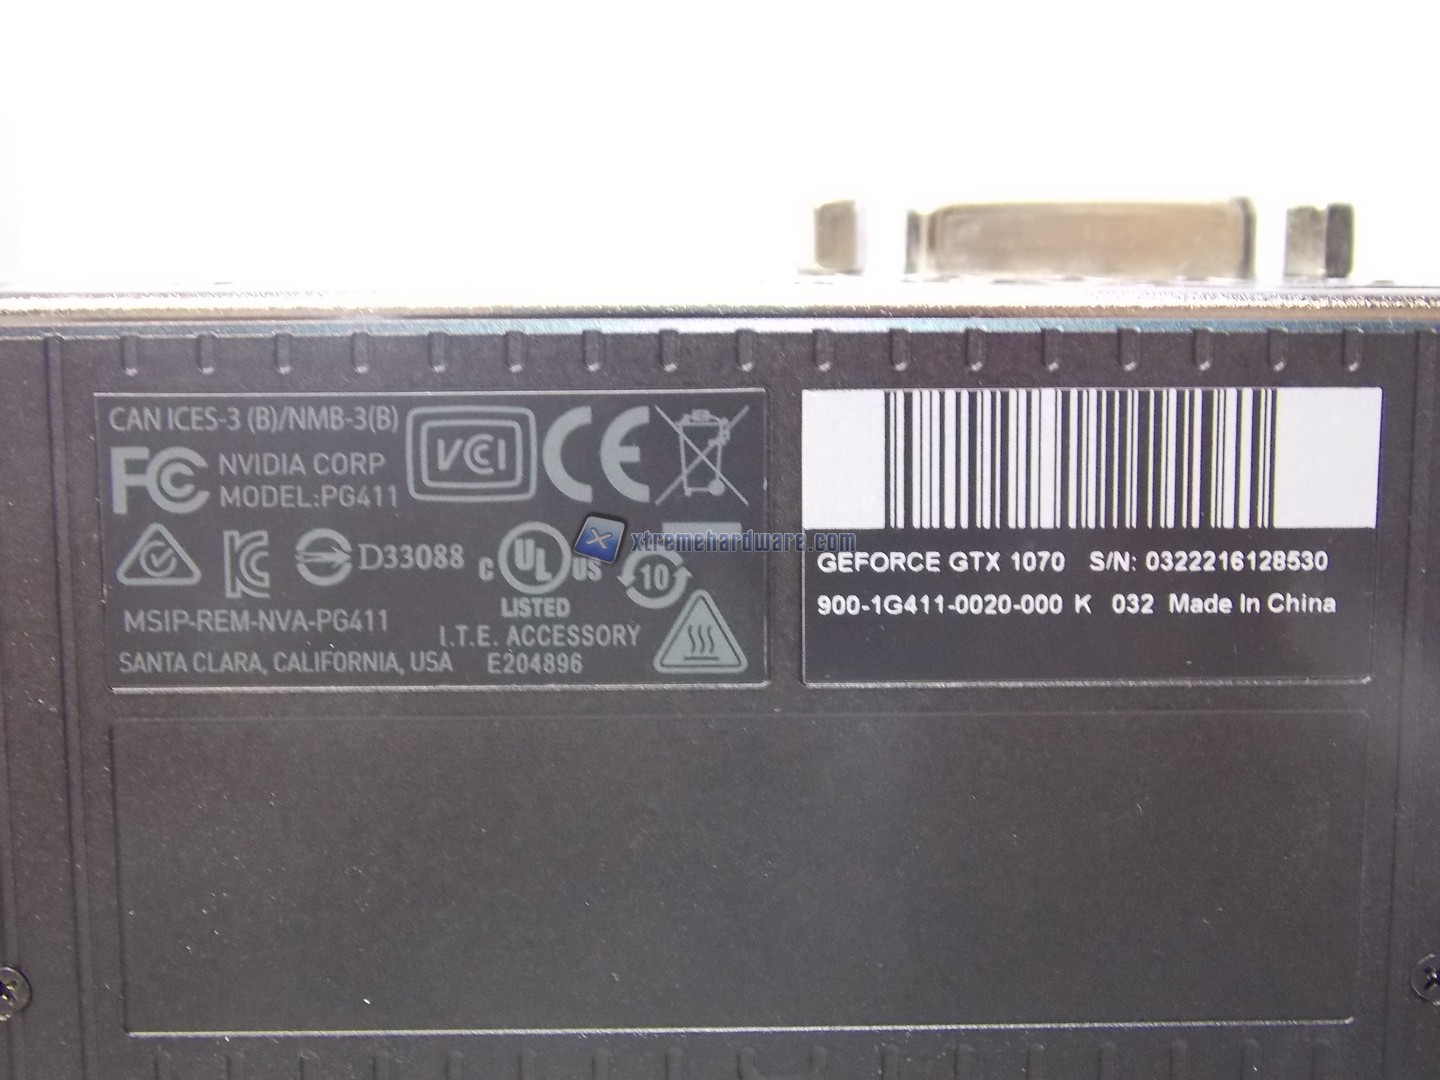 CAN ICES-3 (B)/NMB-3(B)
FC
NVIDIA CORP
MODEL:PG411
VCI
CE
D33088
C UL US
LISTED
10
MSIP-REM-NVA-PG411
I.T.E. ACCESSORY
SANTA CLARA, CALIFORNIA, USA E204896
xtremehardware.com
GEFORCE GTX 1070 S/N: 0322216128530
900-1G411-0020-000 K 032 Made In China